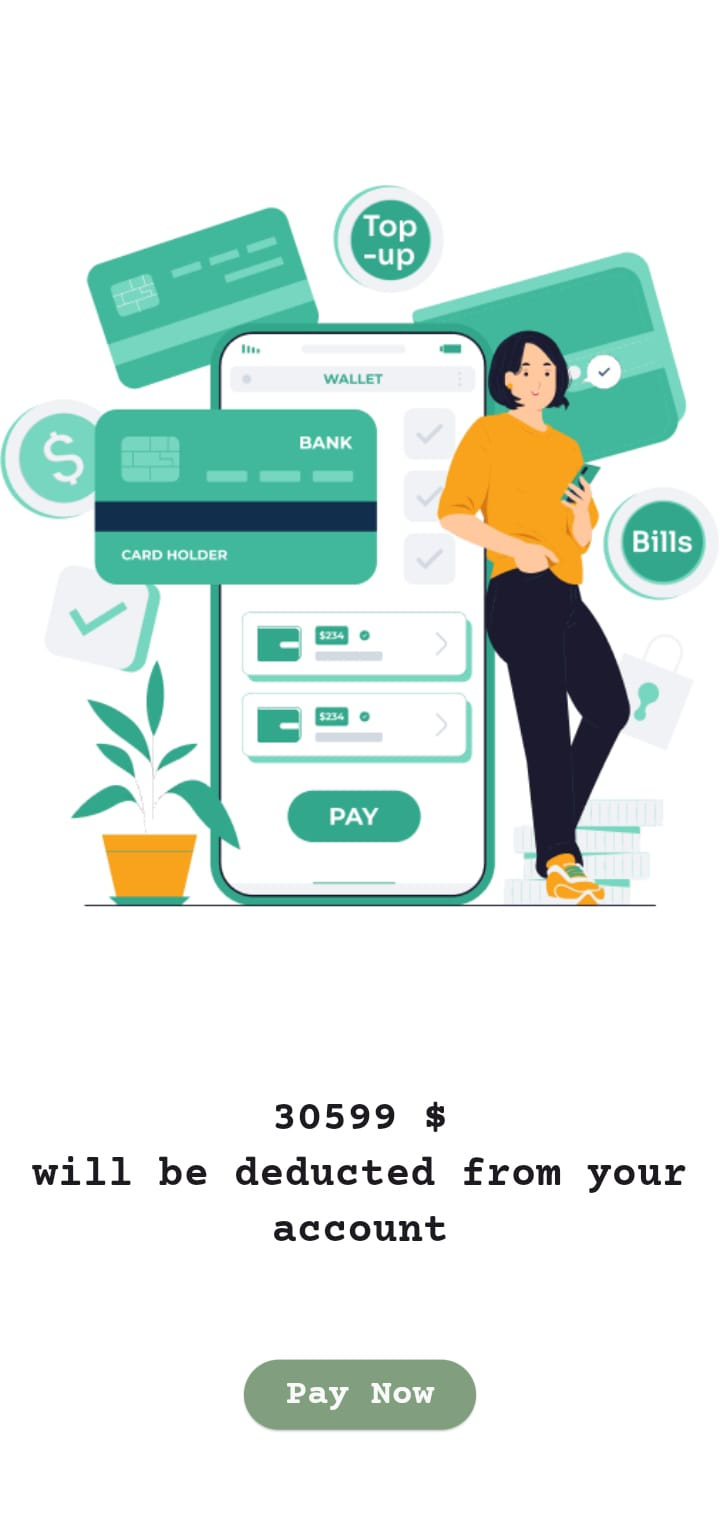 Top
-up
WALLET
BANK
$
CARD HOLDER
Bills
$234
$234
PAY
30599 $
will be deducted from your
account
Pay Now